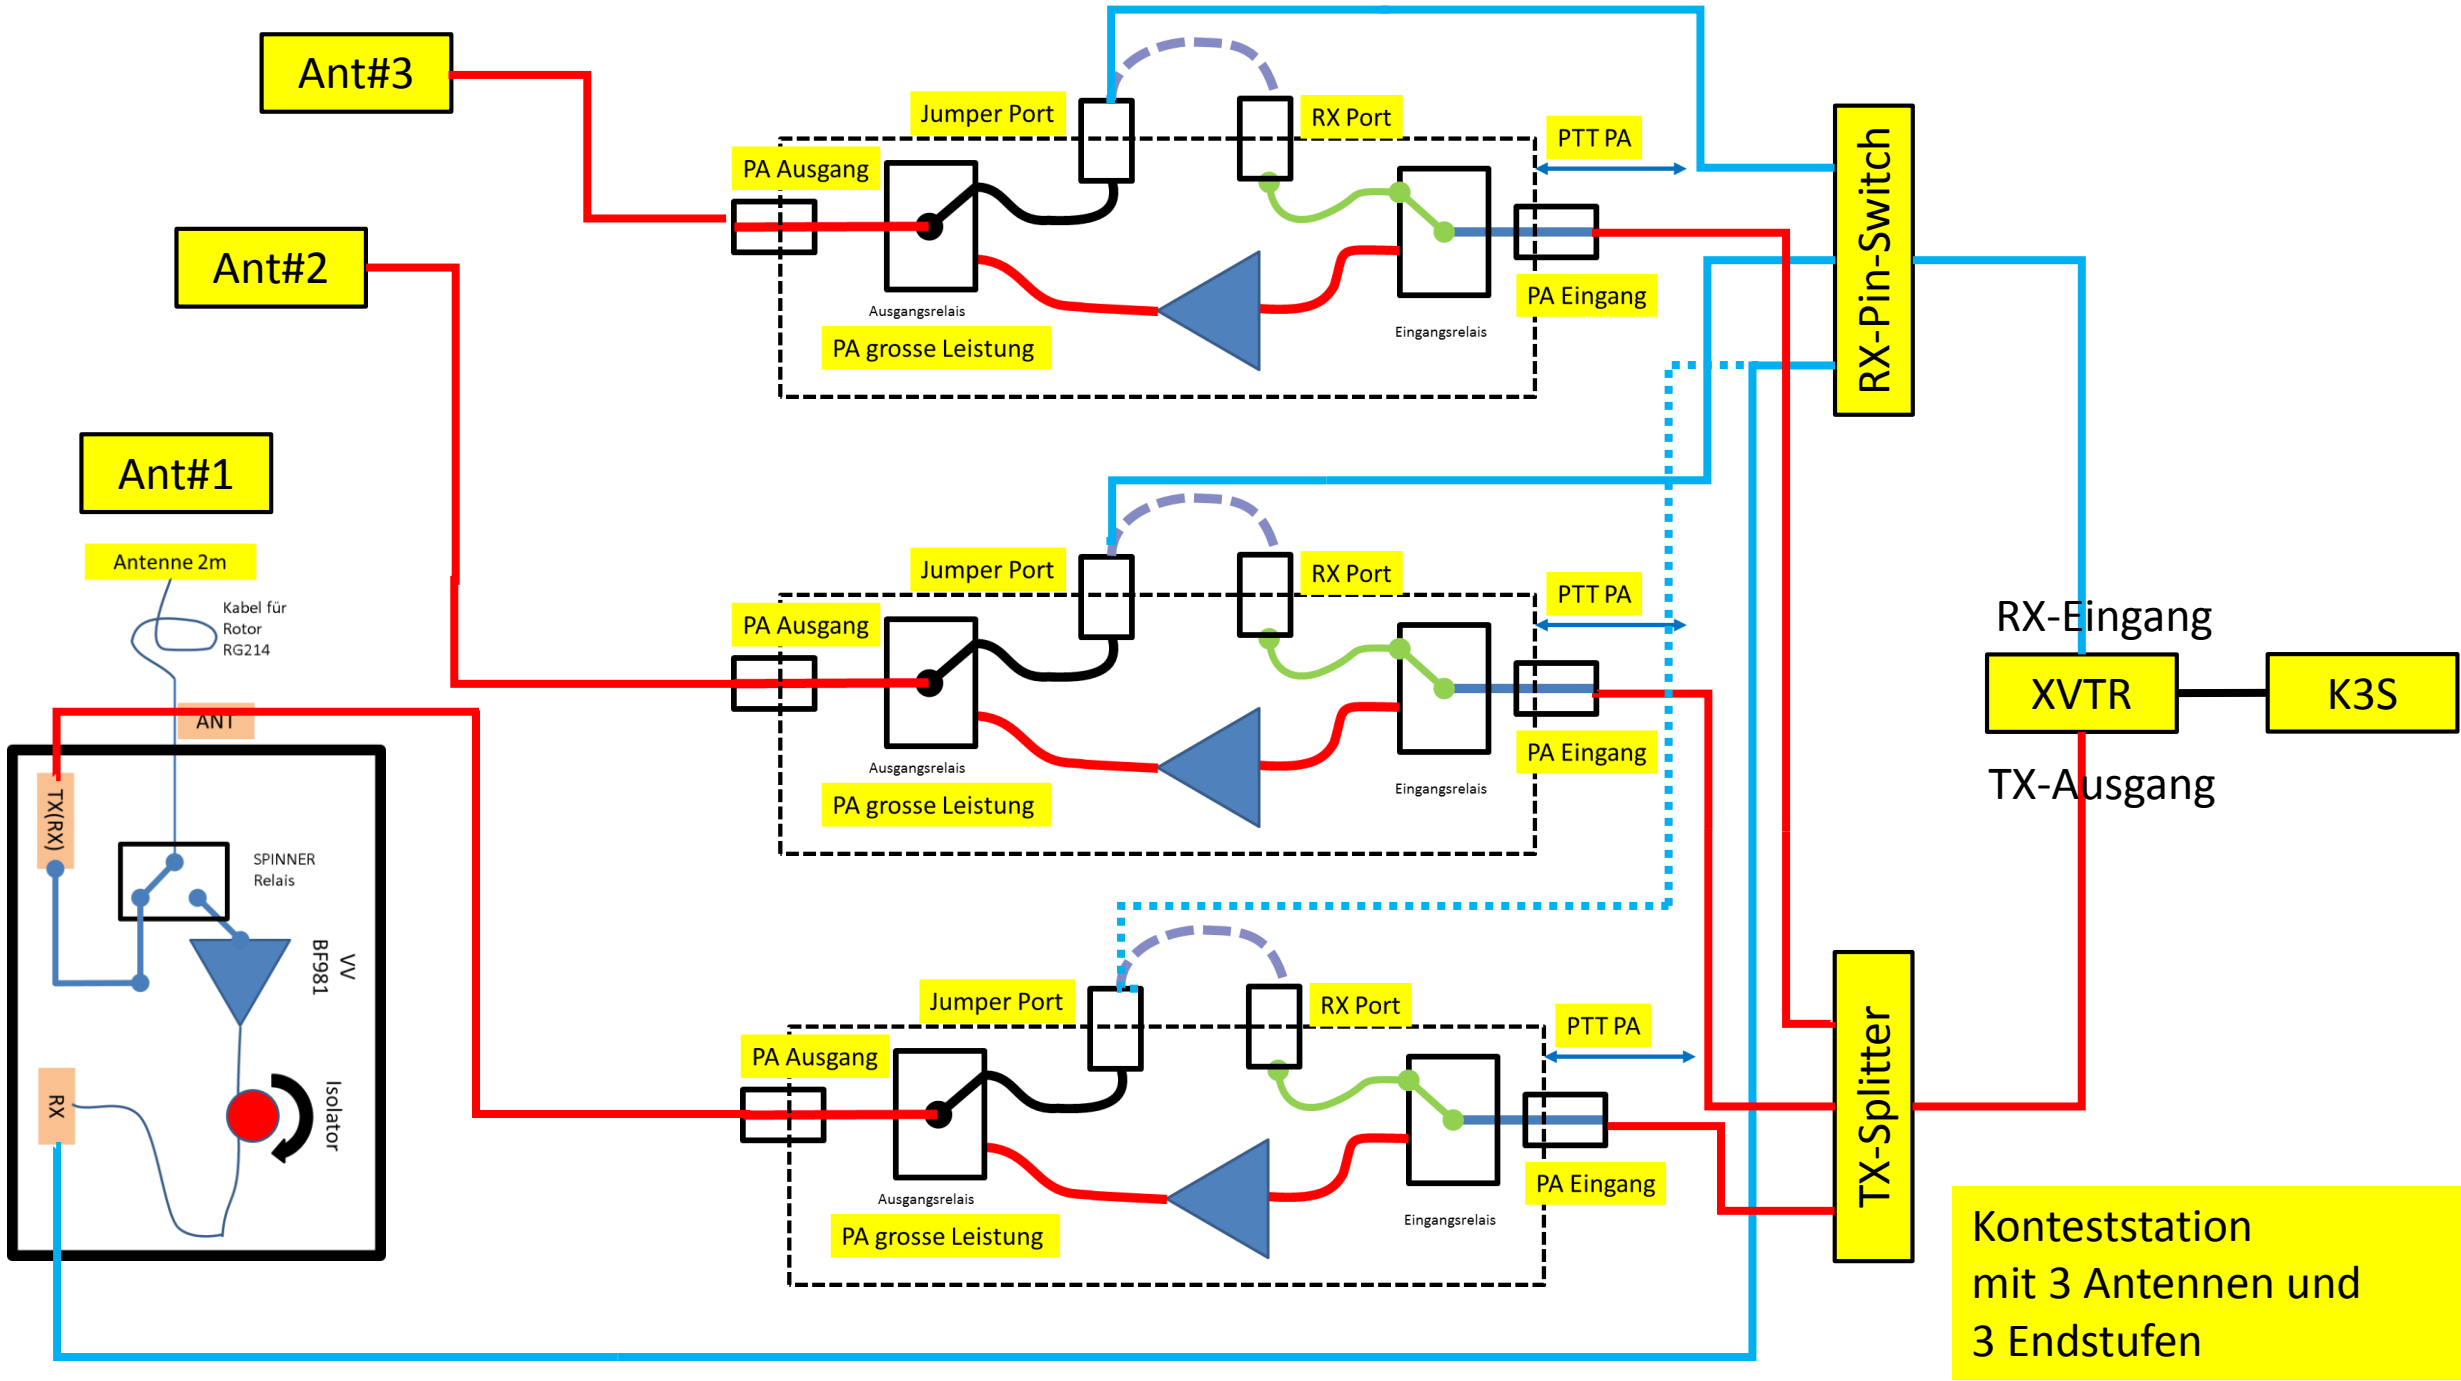 Ant#3
Jumper Port
RX Port
PTT PA
PA Ausgang
Ausgangsrelais
PA grosse Leistung
Eingangsrelais
PA Eingang
RX-Pin-Switch
Ant#2
Ant#1
Antenne 2m
Kabel für
Rotor
RG214
ANT
TX(RX)
SPINNER
Relais
VV
BF981
Isolator
RX
Jumper Port
RX Port
PTT PA
PA Ausgang
Ausgangsrelais
PA grosse Leistung
Eingangsrelais
PA Eingang
RX-Eingang
XVTR
K3S
TX-Ausgang
Jumper Port
RX Port
PTT PA
PA Ausgang
Ausgangsrelais
PA grosse Leistung
Eingangsrelais
PA Eingang
TX-Splitter
Konteststation
mit 3 Antennen und
3 Endstufen